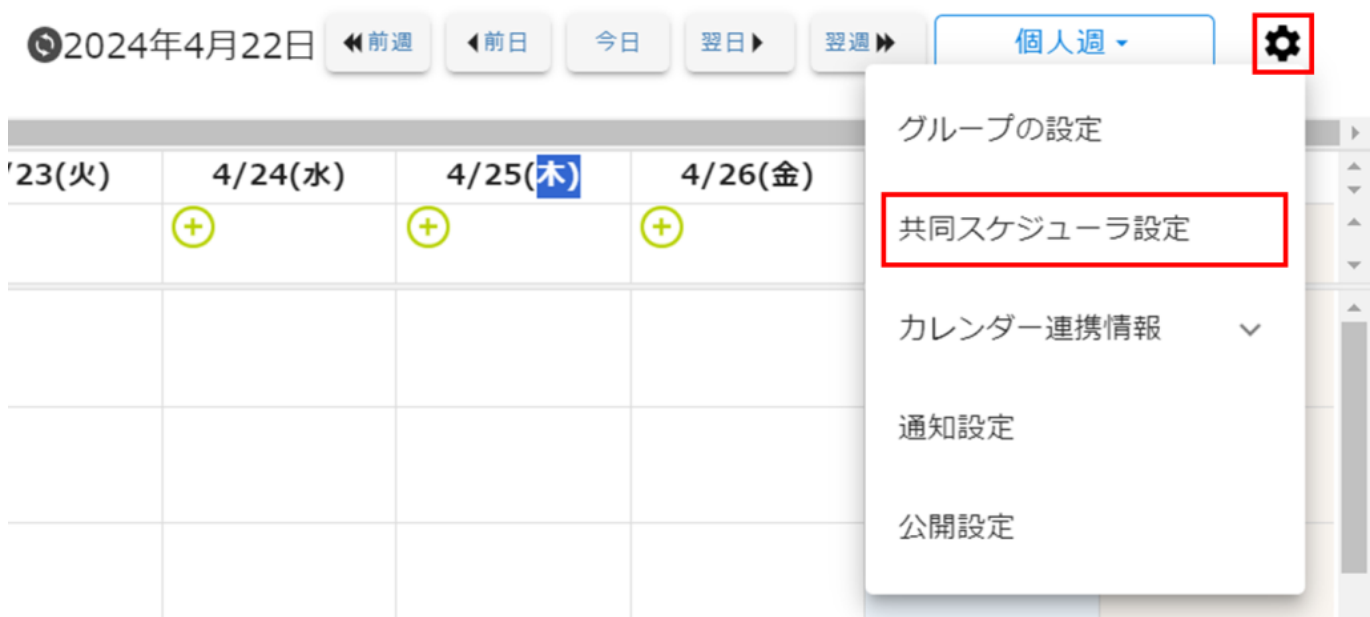 2024年4月22日 前週 前日 今日 翌日 翌週 個人週
/23(火) 4/24(水) 4/25(木) 4/26(金)
グループの設定
共同スケジューラ設定
カレンダー連携情報
通知設定
公開設定